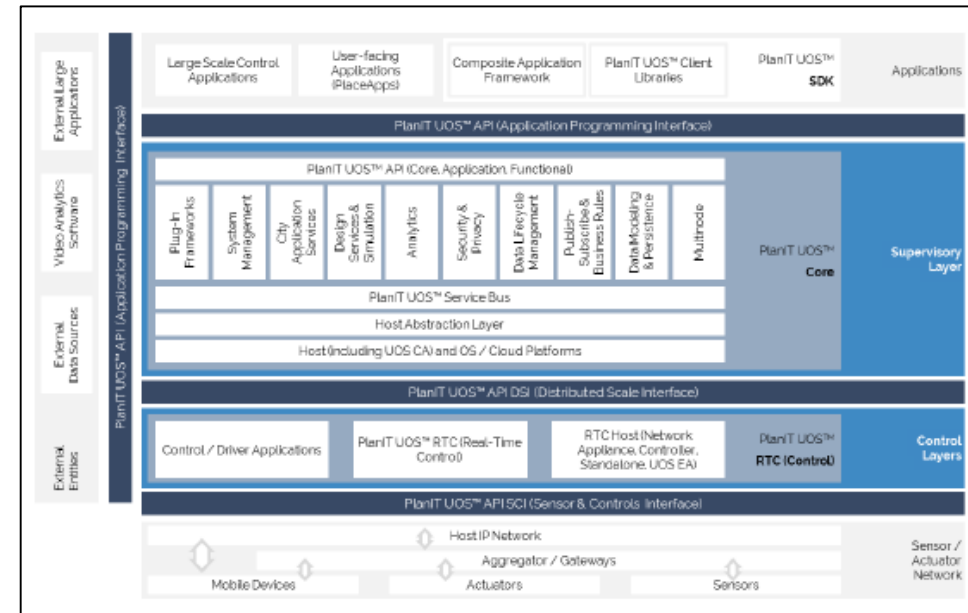 External Large
Applications
Video Analytics
Software
External
Data Sources
External
Entities
PlanIT UOS™ API (Application Programming Interface)
Large Scale Control
Applications
User-facing
Applications
(PlaceApps)
Composite Application
Framework
PlanIT UOS™ Client
Libraries
PlanIT UOS™
SDK
Applications
PlanIT UOS™ API (Application Programming Interface)
PlanIT UOS™ API (Core, Application, Functional)
Plug-In
Frameworks
System
Management
City
Application
Services
Design
Services &
Simulation
Analytics
Security &
Privacy
Data Lifecycle
Management
Publish-
Subscribe &
Business Rules
Data Modeling
& Persistence
Multinode
PlanIT UOS™
Core
Supervisory
Layer
PlanIT UOS™ Service Bus
Host Abstraction Layer
Host (including UOS CA) and OS / Cloud Platforms
PlanIT UOS™ API DSI (Distributed Scale Interface)
Control / Driver Applications
PlanIT UOS™ RTC (Real-Time
Control)
RTC Host (Network
Appliance, Controller,
Standalone, UOS EA)
PlanIT UOS™
RTC (Control)
Control
Layers
PlanIT UOS™ API SCI (Sensor & Controls Interface)
Host IP Network
Aggregator / Gateways
Mobile Devices
Actuators
Sensors
Sensor /
Actuator
Network